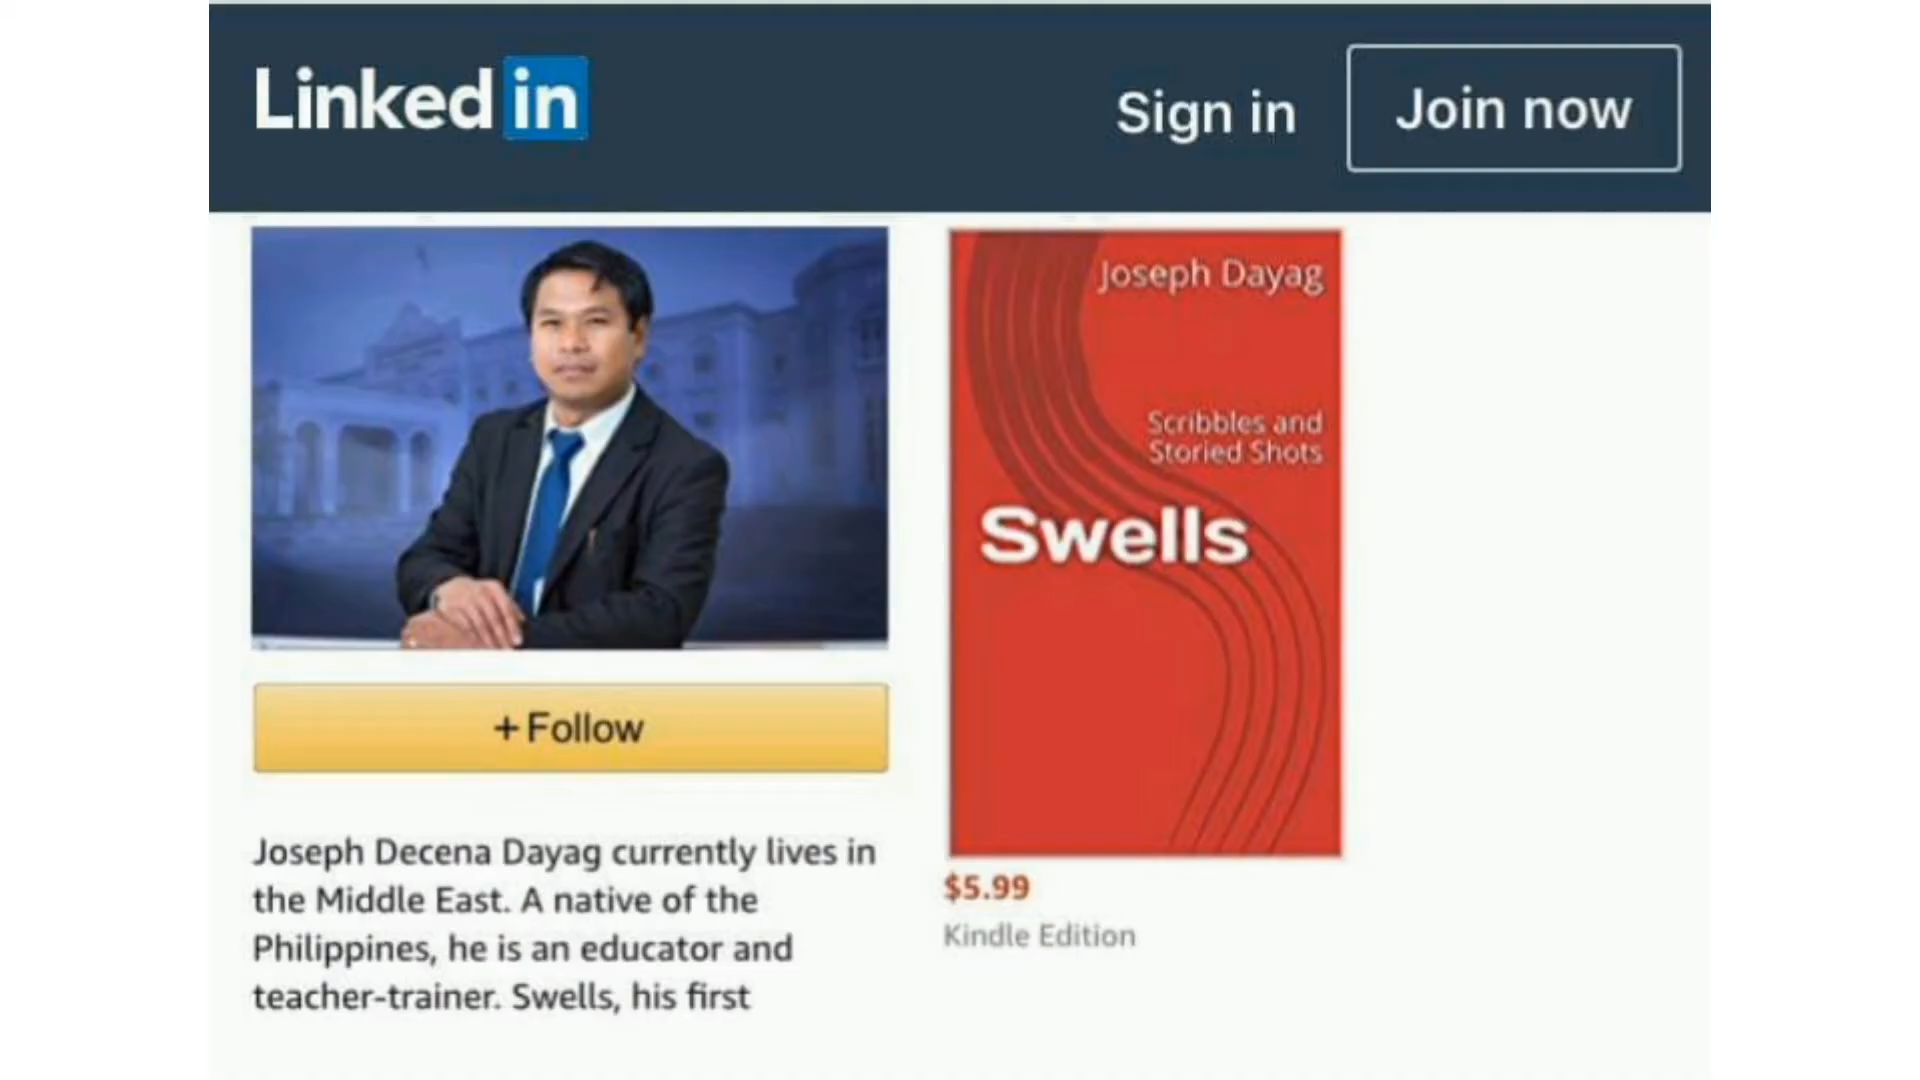 Linked in
Sign in
Join now
Joseph Dayag
Scribbles and
Storied Shots
Swells
+Follow
Joseph Decena Dayag currently lives in
the Middle East. A native of the
Philippines, he is an educator and
teacher-trainer. Swells, his first
$5.99
Kindle Edition